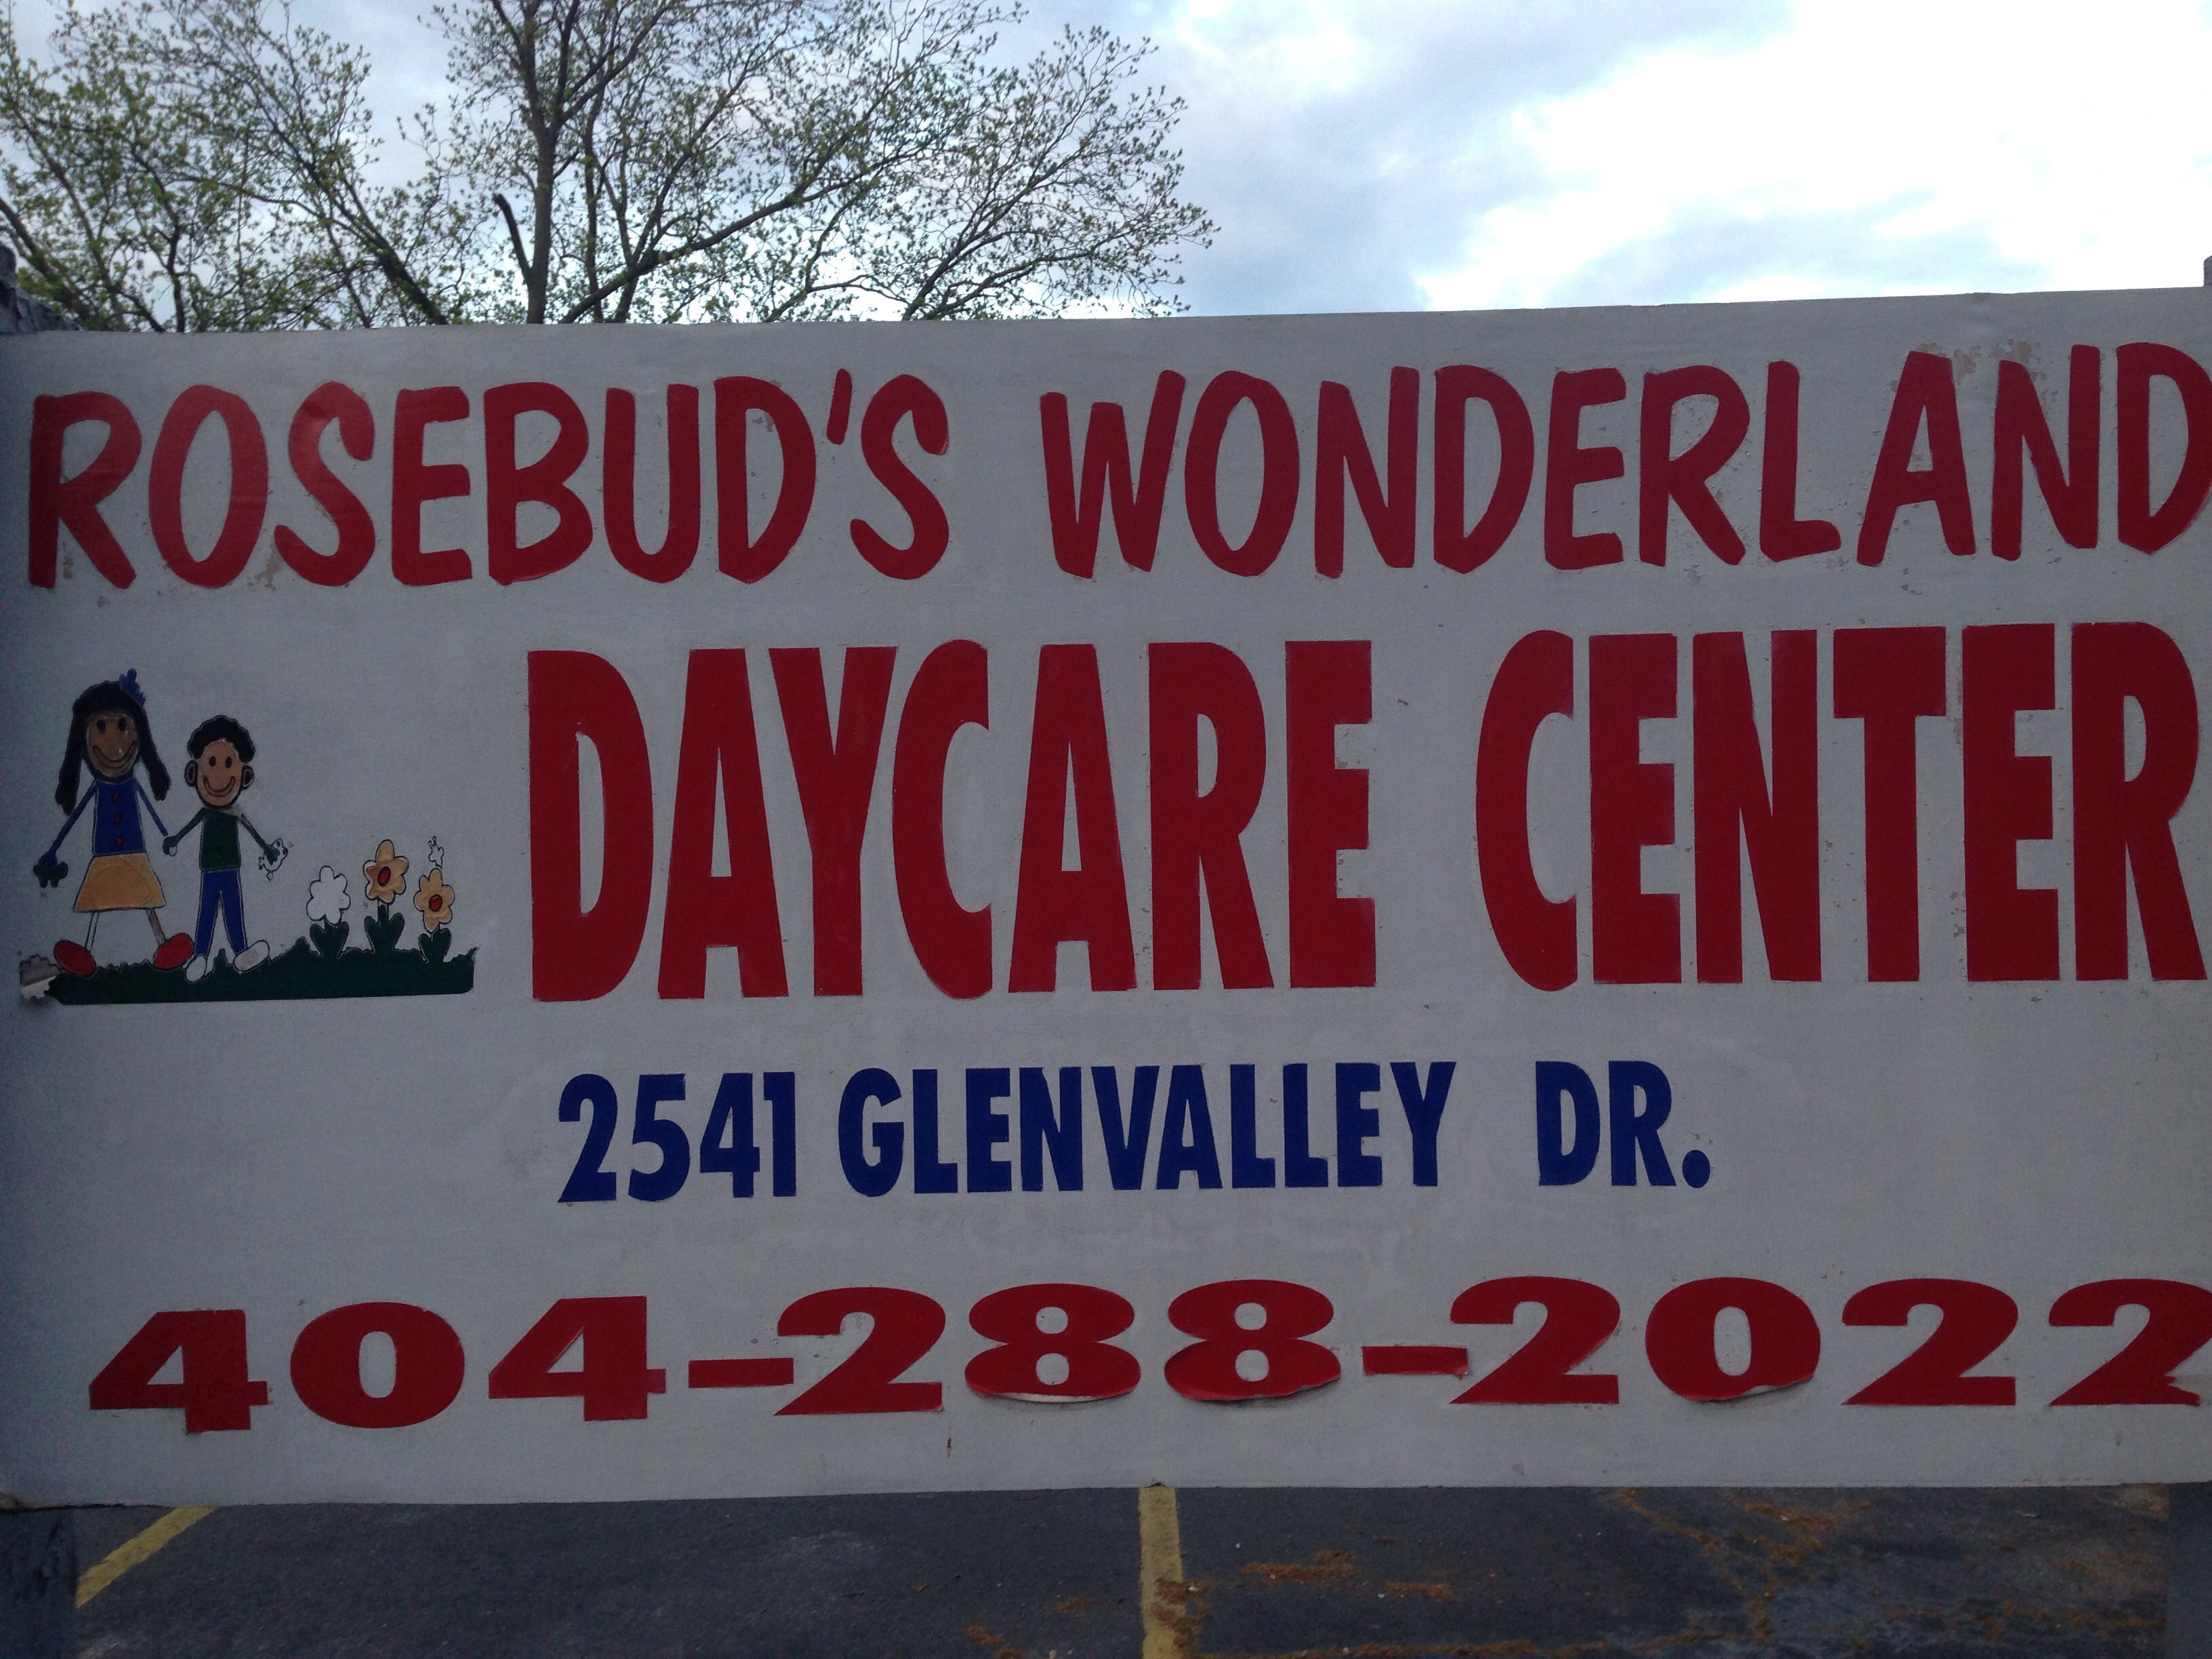 ROSEBUD'S WONDERLAND
DAYCARE CENTER
2541 GLENVALLEY DR.
404-288-2022